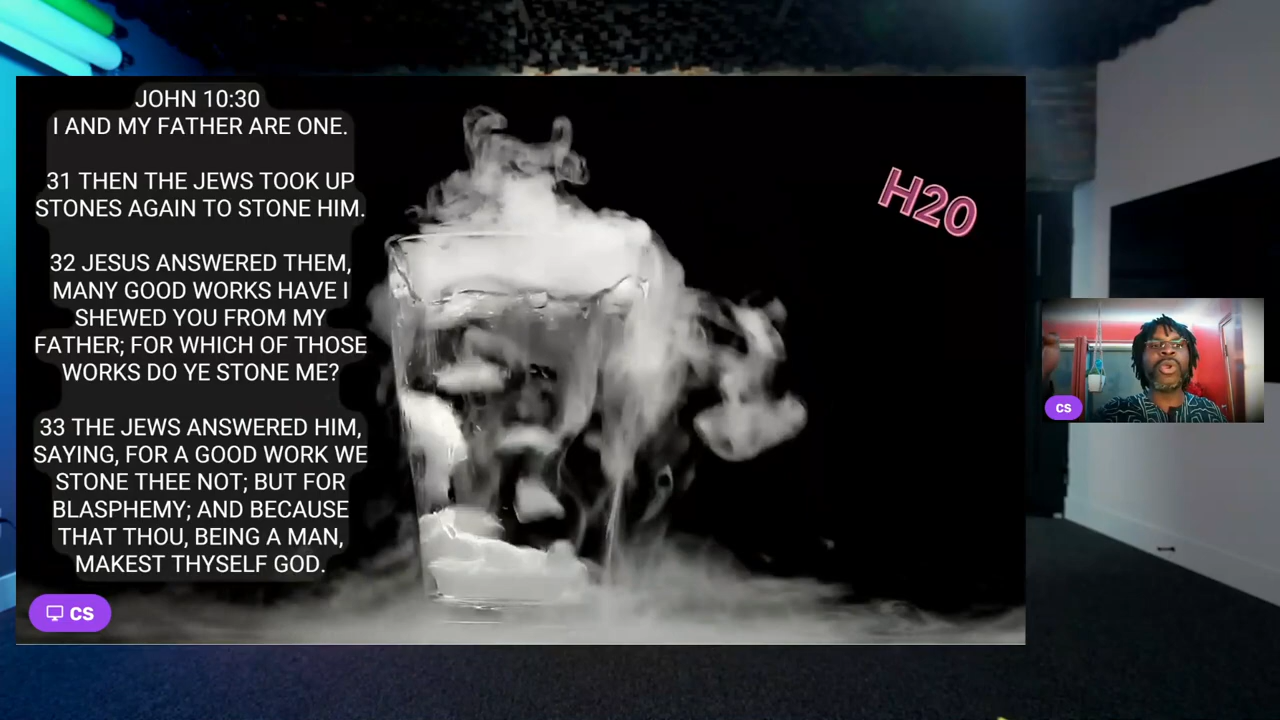 JOHN 10:30
I AND MY FATHER ARE ONE.
31 THEN THE JEWS TOOK UP
STONES AGAIN TO STONE HIM.
32 JESUS ANSWERED THEM,
MANY GOOD WORKS HAVE I
SHEWED YOU FROM MY
FATHER; FOR WHICH OF THOSE
WORKS DO YE STONE ME?
33 THE JEWS ANSWERED HIM,
SAYING, FOR A GOOD WORK WE
STONE THEE NOT; BUT FOR
BLASPHEMY; AND BECAUSE
THAT THOU, BEING A MAN,
MAKEST THYSELF GOD.
H20
CS
CS